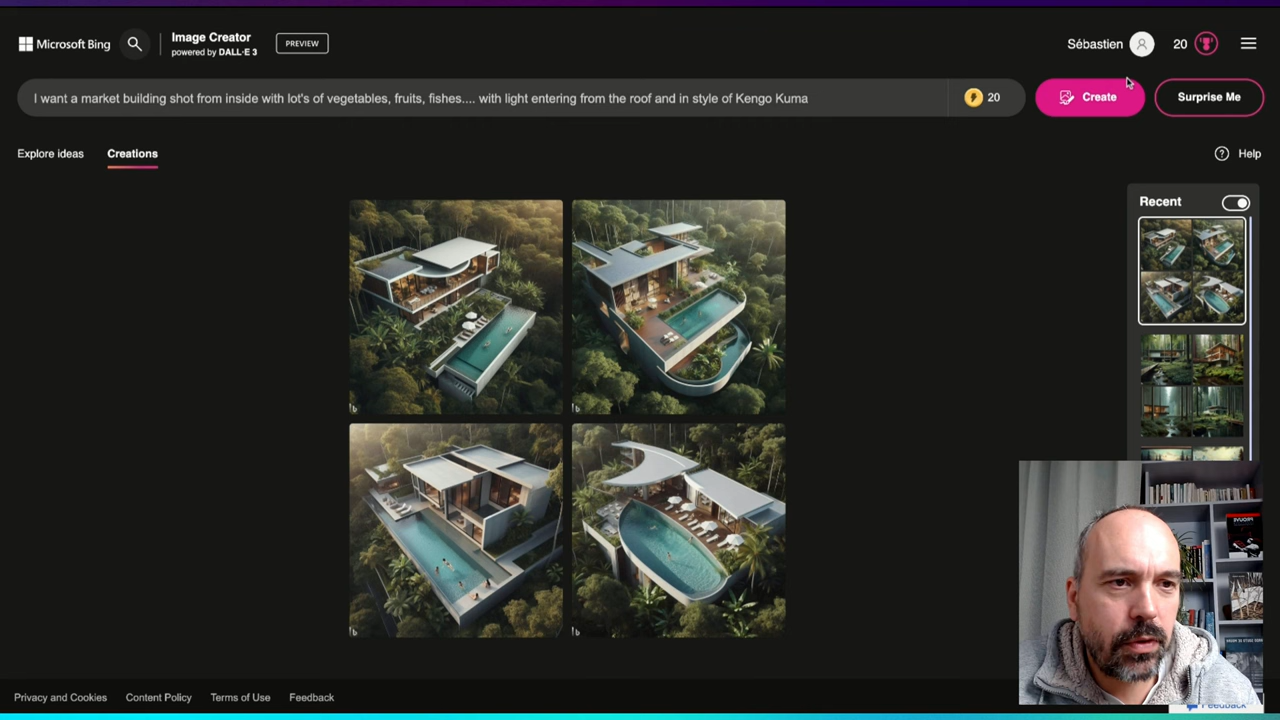 Microsoft Bing
Image Creator
powered by DALL·E 3
PREVIEW
Sébastien
20
I want a market building shot from inside with lot's of vegetables, fruits, fishes.... with light entering from the roof and in style of Kengo Kuma
20
Create
Surprise Me
Explore ideas
Creations
Help
Recent
Privacy and Cookies
Content Policy
Terms of Use
Feedback
Feedback